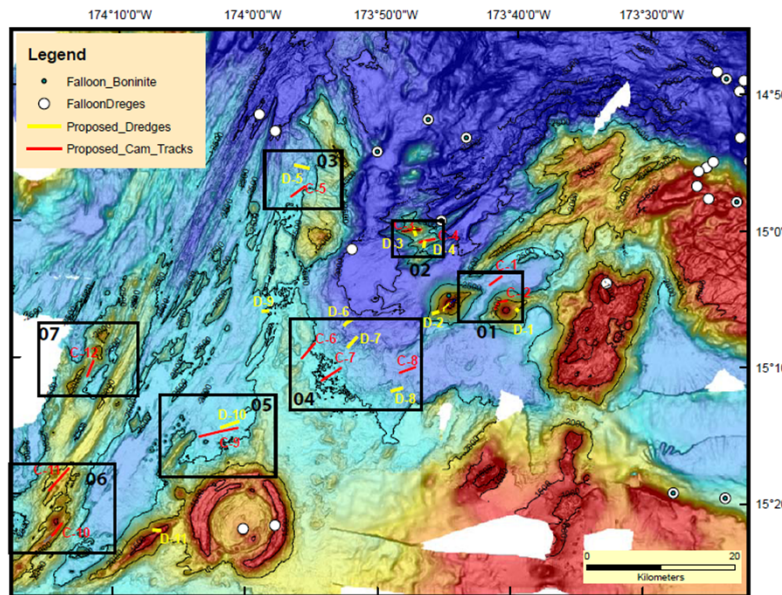 174°10'0"W 174°0'0"W 173°50'0"W 173°40'0"W 173°30'0"W
Legend
Falloon_Boninite
FalloonDreges
Proposed_Dredges
Proposed_Cam_Tracks
14°50'
15°0'
15°10'
15°20'
03
D-5
C-5
C-4
D-3
D-4
02
C-1
C-2
D-2
01
D-1
D-9
D-6
D-7
C-6
C-7
C-8
04
D-8
07
C-12
05
D-10
C-9
C-11
06
C-10
D-11
0 20
Kilometers